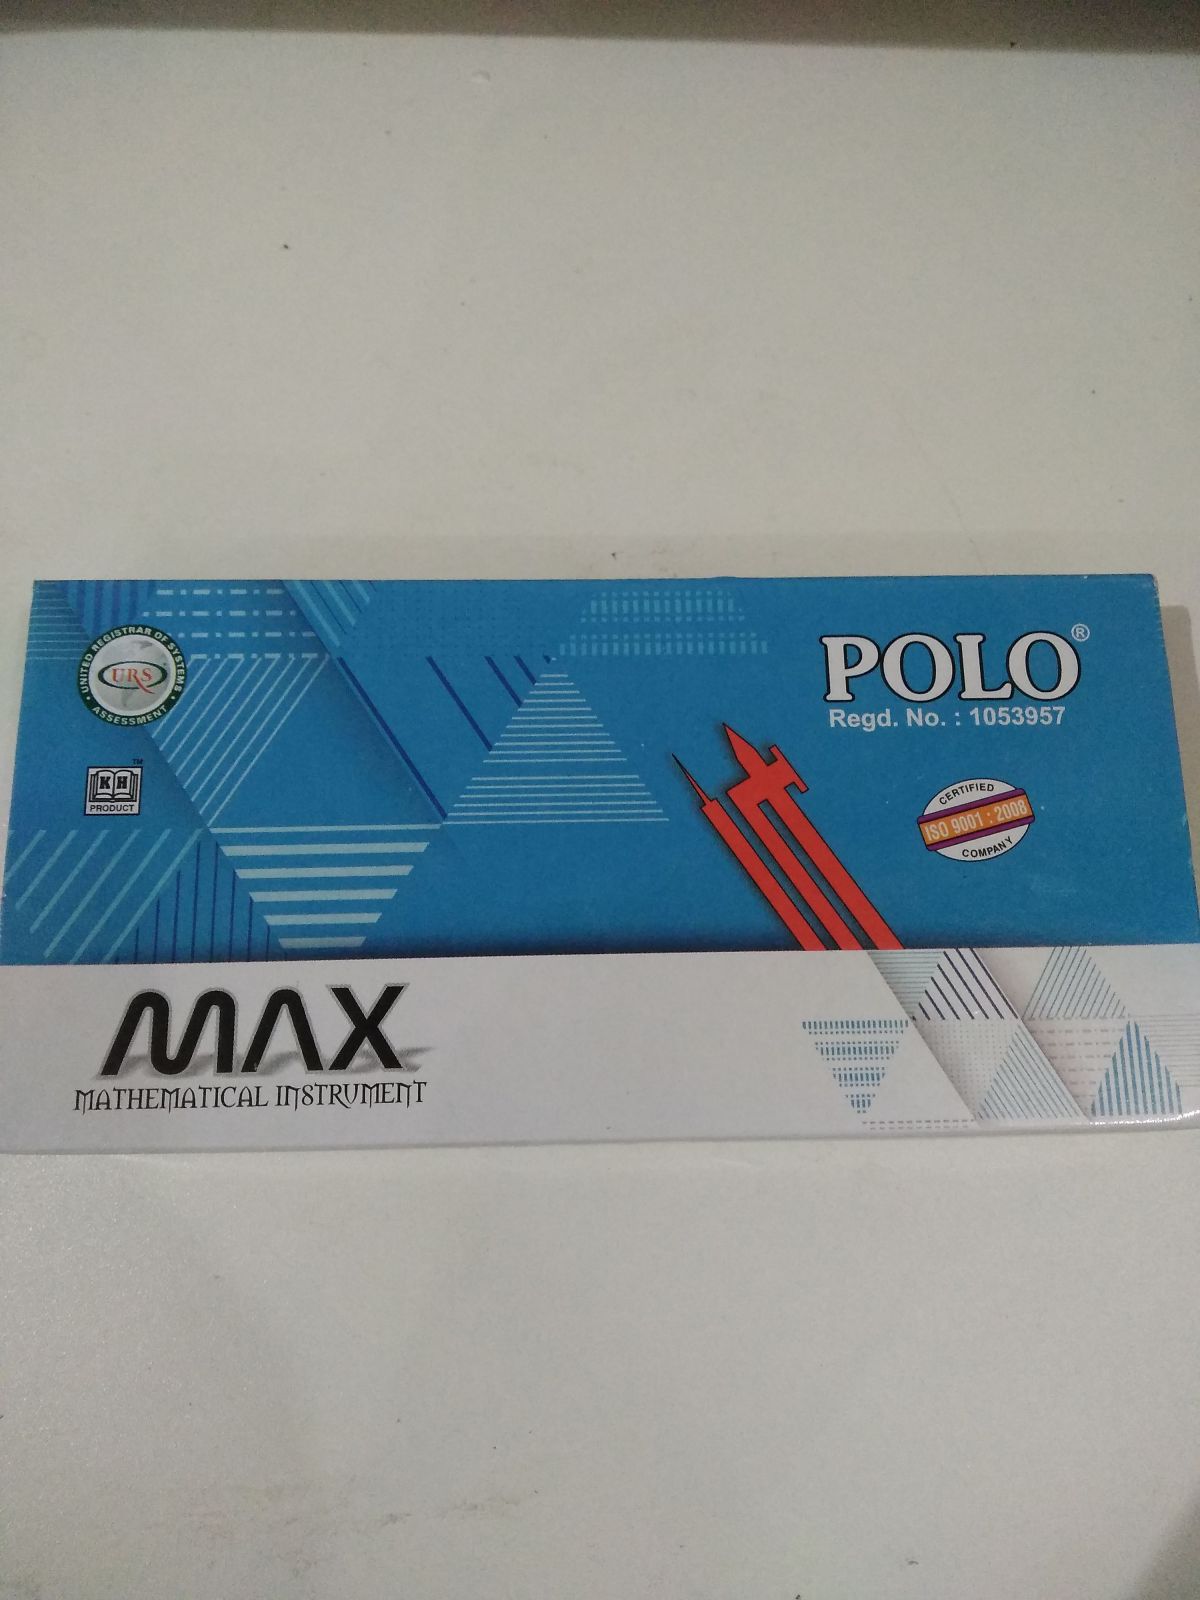 UNITED REGISTRAR OF SYSTEMS
URS
ASSESSMENT
POLO®
Regd. No. : 1053957
KH™
PRODUCT
CERTIFIED
ISO 9001 : 2008
COMPANY
MAX
MATHEMATICAL INSTRUMENT